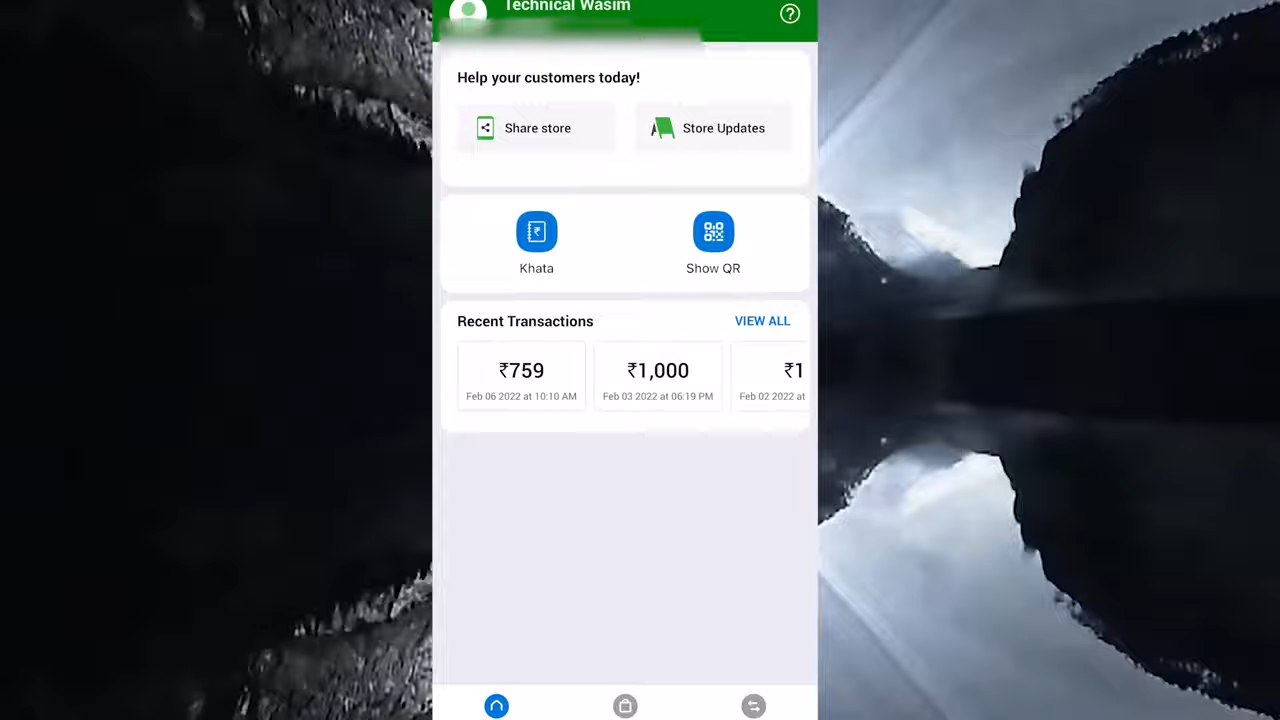 Technical Wasim
Help your customers today!
Share store
Store Updates
Khata
Show QR
Recent Transactions
VIEW ALL
₹759
₹1,000
₹1
Feb 06 2022 at 10:10 AM
Feb 03 2022 at 06:19 PM
Feb 02 2022 at